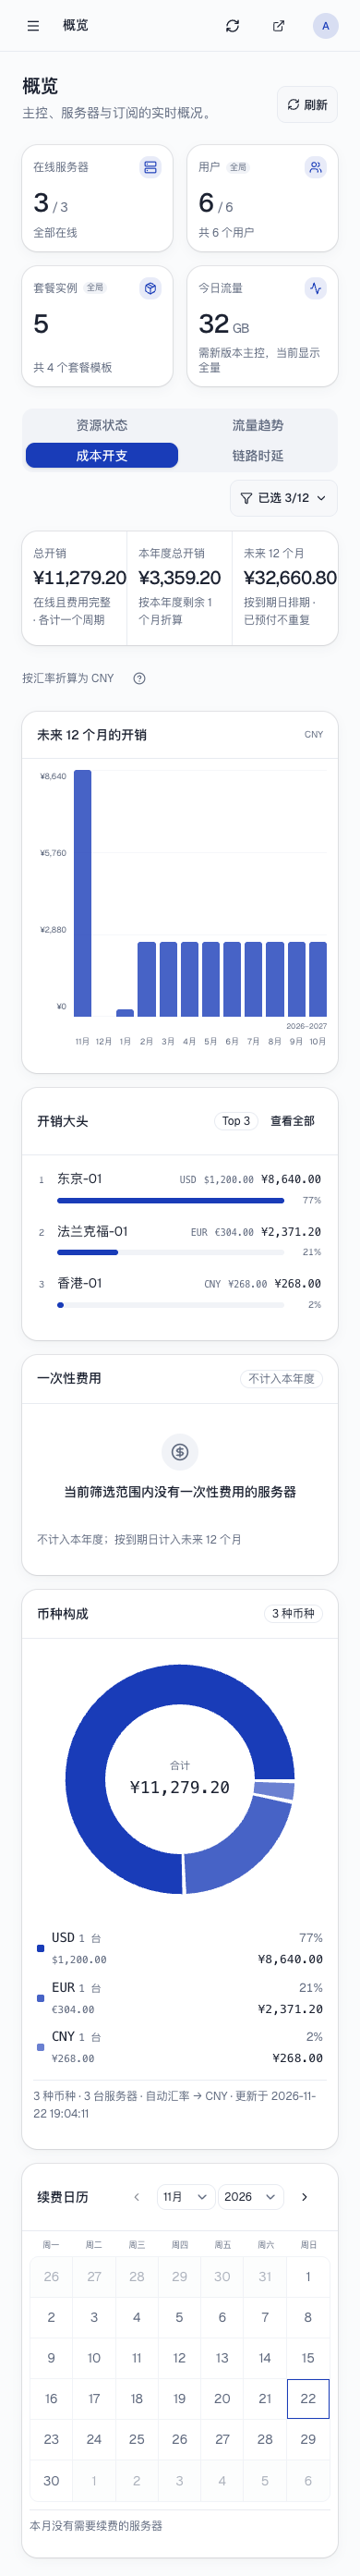 概览
A
概览
主控、服务器与订阅的实时概况。
刷新
在线服务器
3 / 3
全部在线
用户 全局
6 / 6
共 6 个用户
套餐实例 全局
5
共 4 个套餐模板
今日流量
32 GB
需新版本主控，当前显示
全量
资源状态
流量趋势
成本开支
链路时延
已选 3/12
总开销
¥11,279.20
在线且费用完整
· 各计一个周期
本年度总开销
¥3,359.20
按本年度剩余 1
个月折算
未来 12 个月
¥32,660.80
按到期日排期 ·
已预付不重复
按汇率折算为 CNY
未来 12 个月的开销
CNY
¥8,640
¥5,760
¥2,880
¥0
2026–2027
11月 12月 1月 2月 3月 4月 5月 6月 7月 8月 9月 10月
开销大头
Top 3
查看全部
1 东京-01 USD $1,200.00 ¥8,640.00
77%
2 法兰克福-01 EUR €304.00 ¥2,371.20
21%
3 香港-01 CNY ¥268.00 ¥268.00
2%
一次性费用
不计入本年度
当前筛选范围内没有一次性费用的服务器
不计入本年度；按到期日计入未来 12 个月
币种构成
3 种币种
合计
¥11,279.20
USD 1 台 77%
$1,200.00 ¥8,640.00
EUR 1 台 21%
€304.00 ¥2,371.20
CNY 1 台 2%
¥268.00 ¥268.00
3 种币种 · 3 台服务器 · 自动汇率 → CNY · 更新于 2026-11-
22 19:04:11
续费日历
11月
2026
周一 周二 周三 周四 周五 周六 周日
26 27 28 29 30 31 1
2 3 4 5 6 7 8
9 10 11 12 13 14 15
16 17 18 19 20 21 22
23 24 25 26 27 28 29
30 1 2 3 4 5 6
本月没有需要续费的服务器